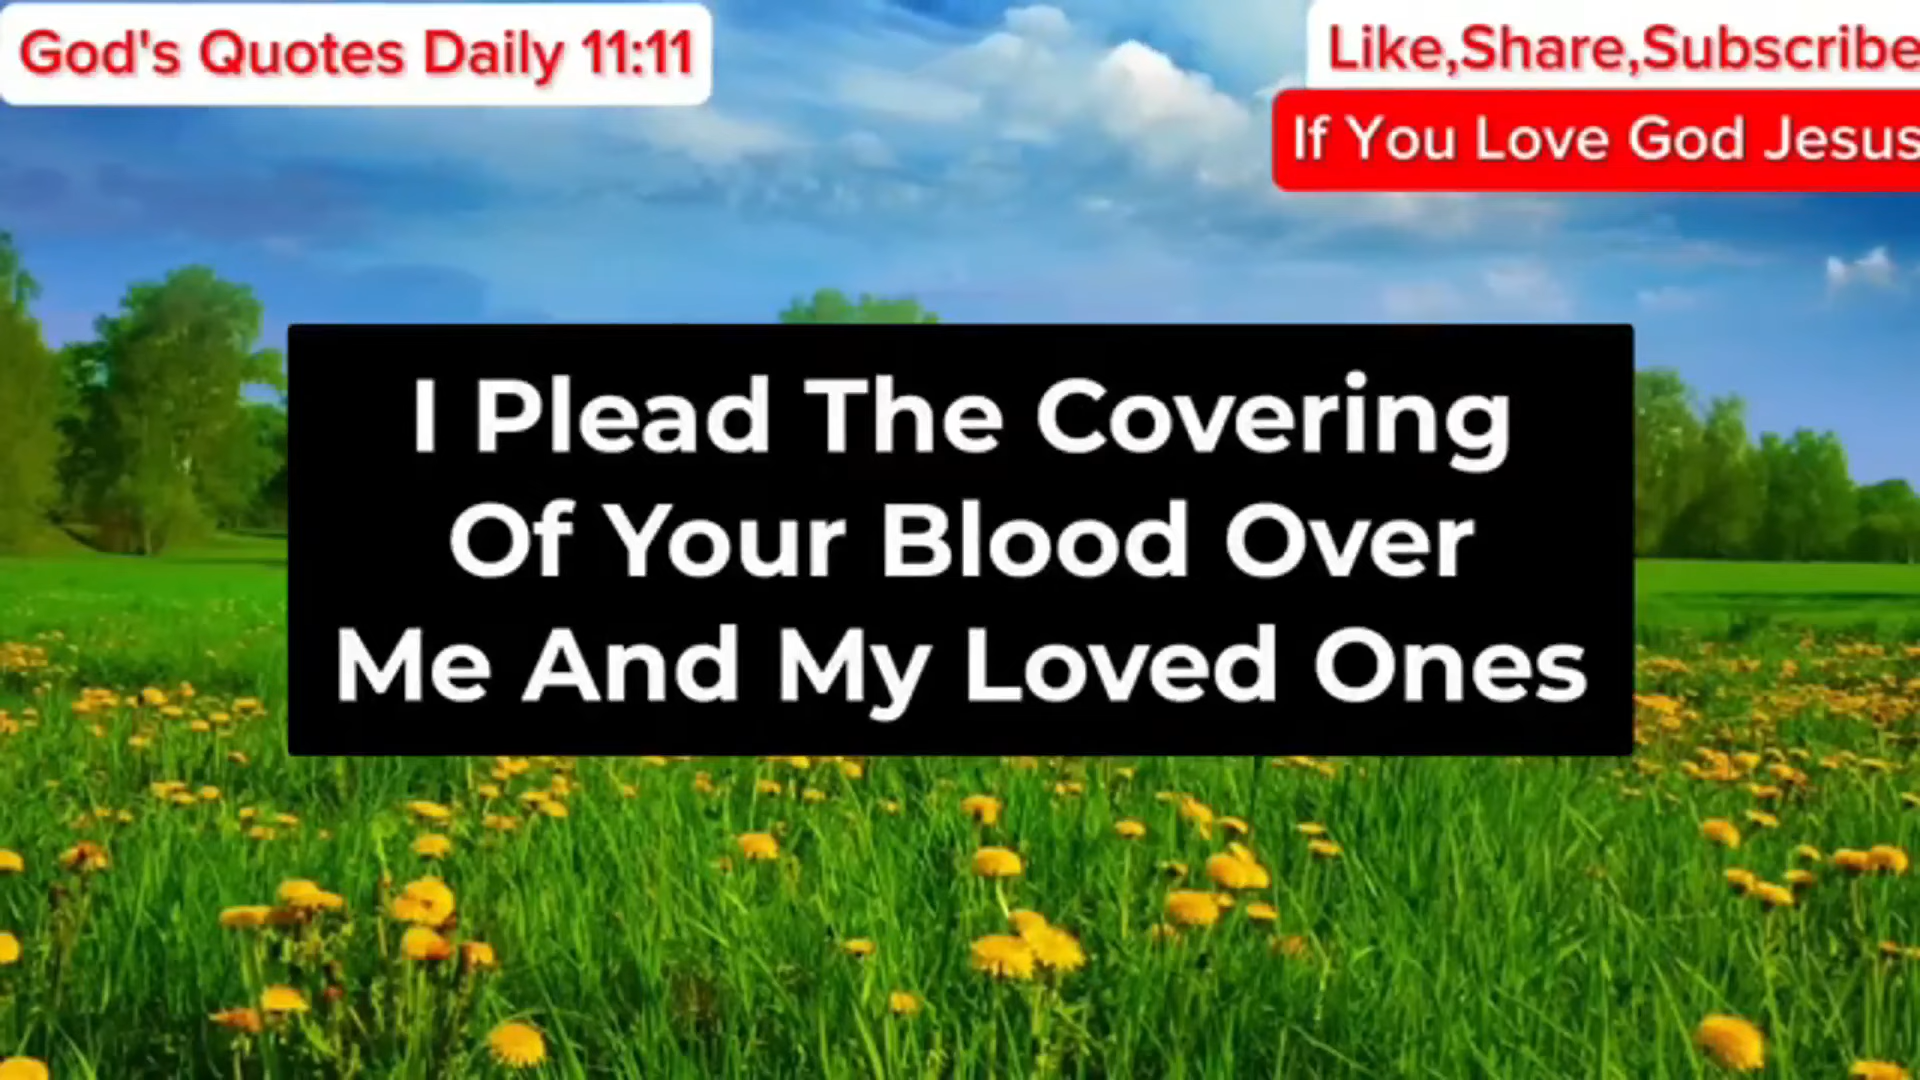 God's Quotes Daily 11:11
Like,Share,Subscribe
If You Love God Jesus
I Plead The Covering
Of Your Blood Over
Me And My Loved Ones